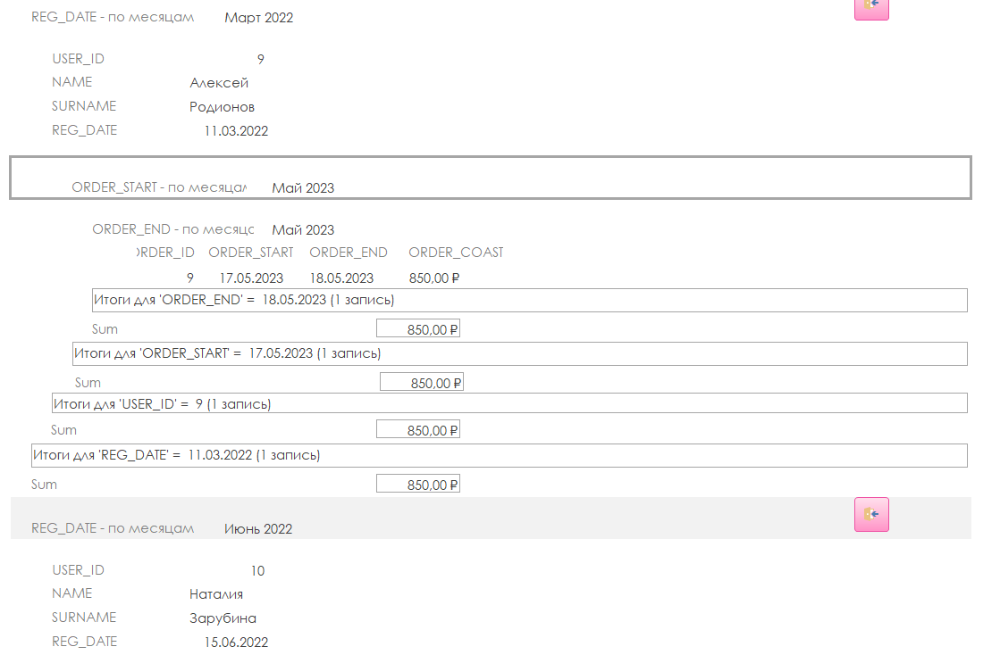 REG_DATE - по месяцам Март 2022
USER_ID 9
NAME Алексей
SURNAME Родионов
REG_DATE 11.03.2022
ORDER_START - по месяцам Май 2023
ORDER_END - по месяцс Май 2023
ORDER_ID ORDER_START ORDER_END ORDER_COAST
9 17.05.2023 18.05.2023 850,00 ₽
Итоги для 'ORDER_END' = 18.05.2023 (1 запись)
Sum 850,00 ₽
Итоги для 'ORDER_START' = 17.05.2023 (1 запись)
Sum 850,00 ₽
Итоги для 'USER_ID' = 9 (1 запись)
Sum 850,00 ₽
Итоги для 'REG_DATE' = 11.03.2022 (1 запись)
Sum 850,00 ₽
REG_DATE - по месяцам Июнь 2022
USER_ID 10
NAME Наталия
SURNAME Зарубина
REG_DATE 15.06.2022